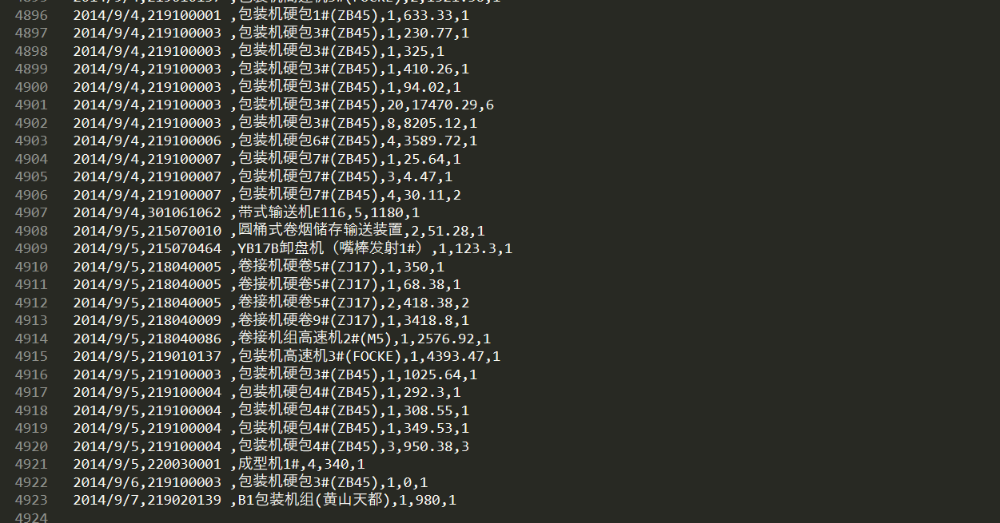 4896 2014/9/4,219100001 ,包装机硬包1#(ZB45),1,633.33,1
4897 2014/9/4,219100003 ,包装机硬包3#(ZB45),1,230.77,1
4898 2014/9/4,219100003 ,包装机硬包3#(ZB45),1,325,1
4899 2014/9/4,219100003 ,包装机硬包3#(ZB45),1,410.26,1
4900 2014/9/4,219100003 ,包装机硬包3#(ZB45),1,94.02,1
4901 2014/9/4,219100003 ,包装机硬包3#(ZB45),20,17470.29,6
4902 2014/9/4,219100003 ,包装机硬包3#(ZB45),8,8205.12,1
4903 2014/9/4,219100006 ,包装机硬包6#(ZB45),4,3589.72,1
4904 2014/9/4,219100007 ,包装机硬包7#(ZB45),1,25.64,1
4905 2014/9/4,219100007 ,包装机硬包7#(ZB45),3,4.47,1
4906 2014/9/4,219100007 ,包装机硬包7#(ZB45),4,30.11,2
4907 2014/9/4,301061062 ,带式输送机E116,5,1180,1
4908 2014/9/5,215070010 ,圆桶式卷烟储存输送装置,2,51.28,1
4909 2014/9/5,215070464 ,YB17B卸盘机（嘴棒发射1#）,1,123.3,1
4910 2014/9/5,218040005 ,卷接机硬卷5#(ZJ17),1,350,1
4911 2014/9/5,218040005 ,卷接机硬卷5#(ZJ17),1,68.38,1
4912 2014/9/5,218040005 ,卷接机硬卷5#(ZJ17),2,418.38,2
4913 2014/9/5,218040009 ,卷接机硬卷9#(ZJ17),1,3418.8,1
4914 2014/9/5,218040086 ,卷接机组高速机2#(M5),1,2576.92,1
4915 2014/9/5,219010137 ,包装机高速机3#(FOCKE),1,4393.47,1
4916 2014/9/5,219100003 ,包装机硬包3#(ZB45),1,1025.64,1
4917 2014/9/5,219100004 ,包装机硬包4#(ZB45),1,292.3,1
4918 2014/9/5,219100004 ,包装机硬包4#(ZB45),1,308.55,1
4919 2014/9/5,219100004 ,包装机硬包4#(ZB45),1,349.53,1
4920 2014/9/5,219100004 ,包装机硬包4#(ZB45),3,950.38,3
4921 2014/9/5,220030001 ,成型机1#,4,340,1
4922 2014/9/6,219100003 ,包装机硬包3#(ZB45),1,0,1
4923 2014/9/7,219020139 ,B1包装机组(黄山天都),1,980,1
4924